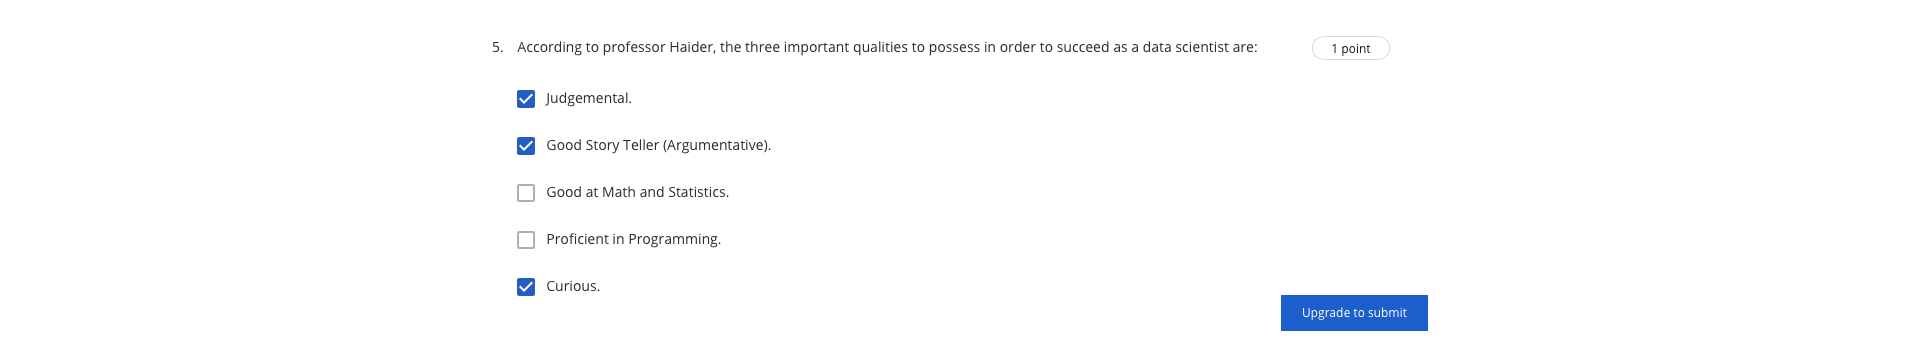 5. According to professor Haider, the three important qualities to possess in order to succeed as a data scientist are:
1 point
Judgemental.
Good Story Teller (Argumentative).
Good at Math and Statistics.
Proficient in Programming.
Curious.
Upgrade to submit